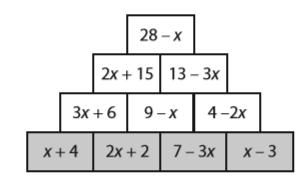 28 – x
2x + 15 13 – 3x
3x + 6 9 – x 4 –2x
x + 4 2x + 2 7 – 3x x – 3